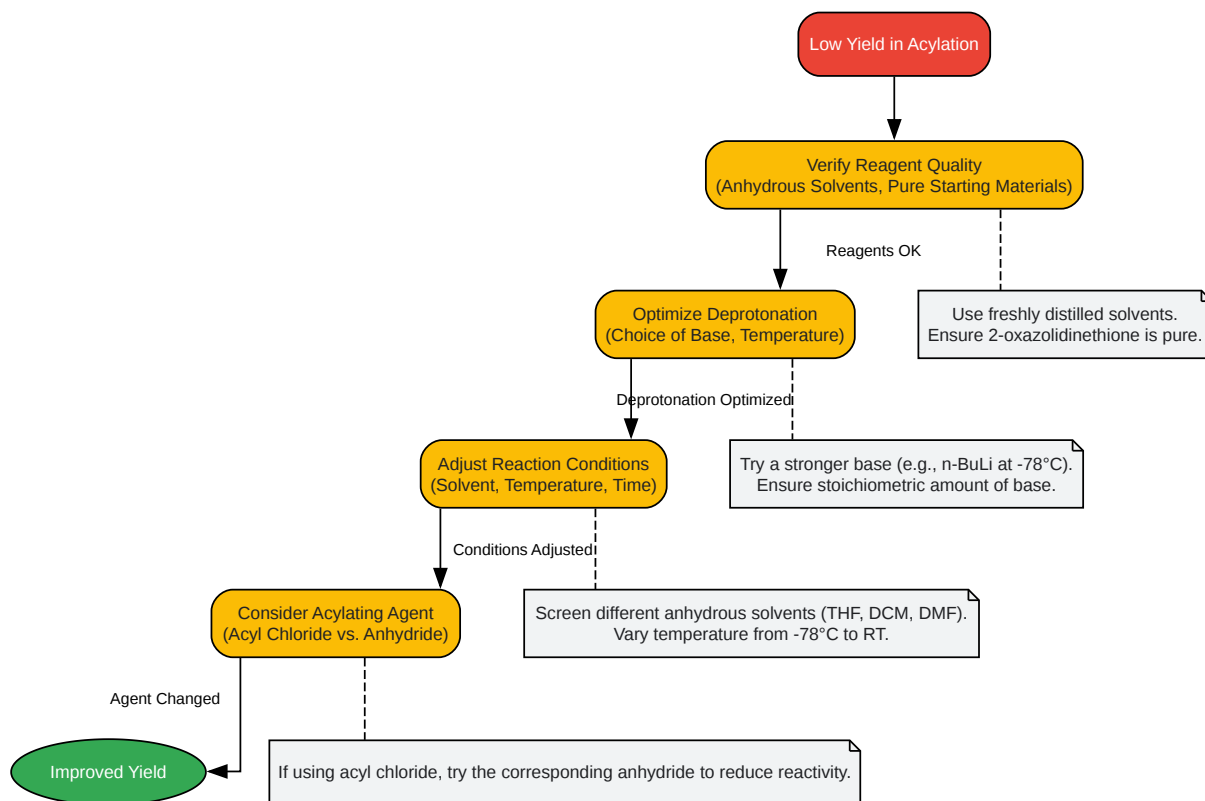 Low Yield in Acylation
Verify Reagent Quality
(Anhydrous Solvents, Pure Starting Materials)
Reagents OK
Optimize Deprotonation
(Choice of Base, Temperature)
Use freshly distilled solvents.
Ensure 2-oxazolidinethione is pure.
Deprotonation Optimized
Adjust Reaction Conditions
(Solvent, Temperature, Time)
Try a stronger base (e.g., n-BuLi at -78°C).
Ensure stoichiometric amount of base.
Conditions Adjusted
Consider Acylating Agent
(Acyl Chloride vs. Anhydride)
Screen different anhydrous solvents (THF, DCM, DMF).
Vary temperature from -78°C to RT.
Agent Changed
Improved Yield
If using acyl chloride, try the corresponding anhydride to reduce reactivity.